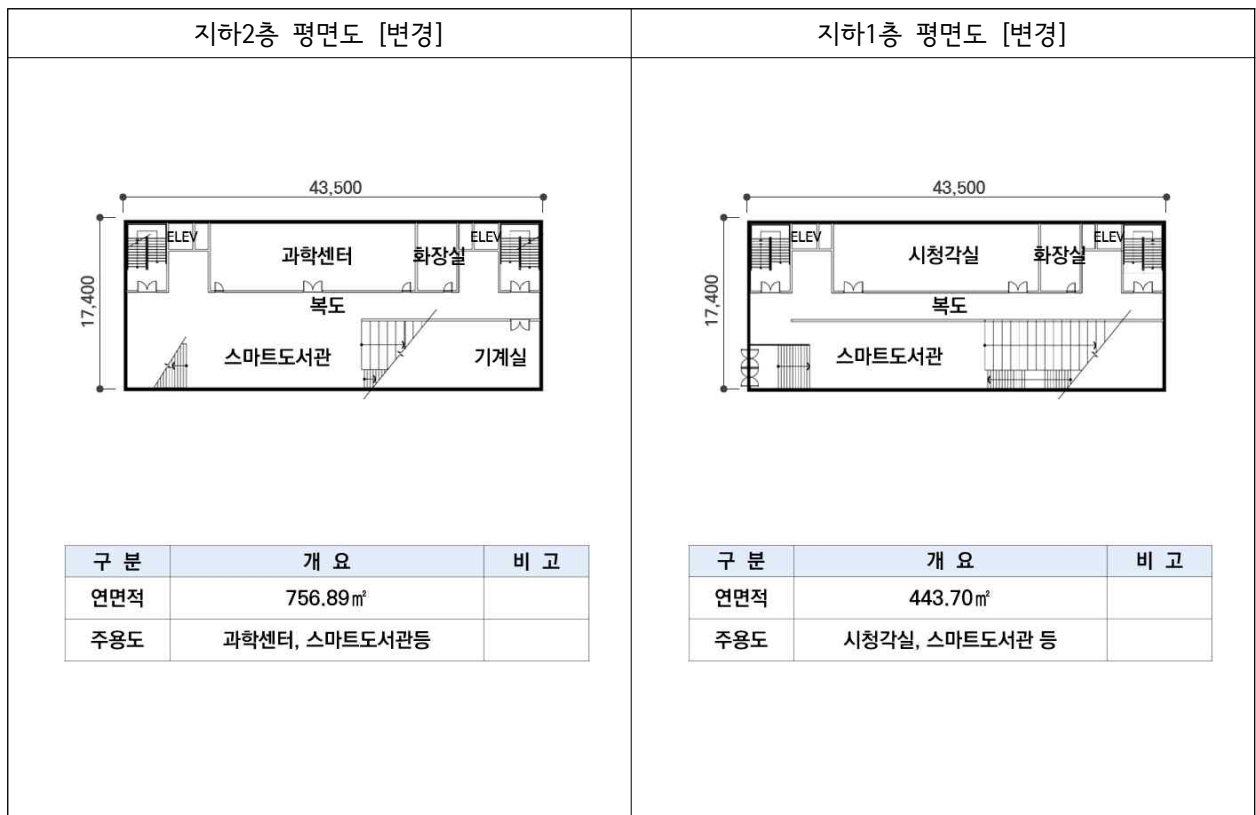 지하2층 평면도 [변경]
43,500
17,400
ELEV
과학센터
화장실
ELEV
복도
스마트도서관
기계실
구 분 개 요 비 고
연면적 756.89㎡
주용도 과학센터, 스마트도서관등
지하1층 평면도 [변경]
43,500
17,400
ELEV
시청각실
화장실
ELEV
복도
스마트도서관
구 분 개 요 비 고
연면적 443.70㎡
주용도 시청각실, 스마트도서관 등